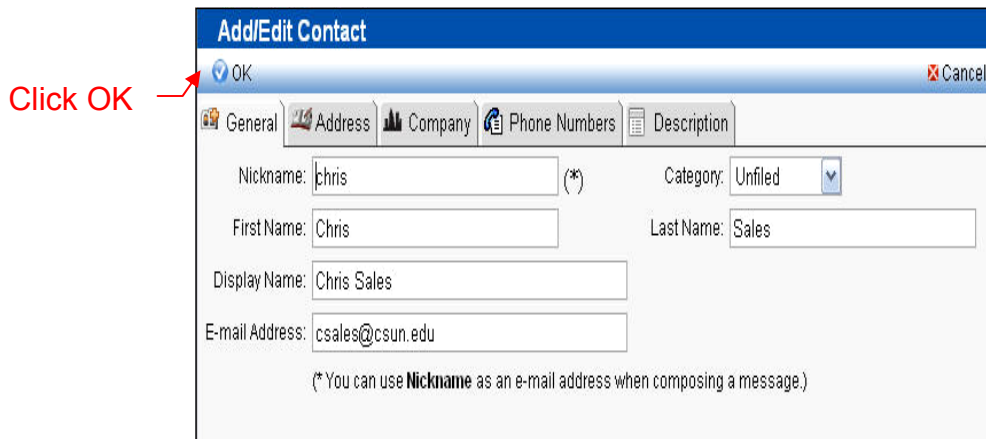 Add/Edit Contact
OK Cancel
Click OK
General Address Company Phone Numbers Description
Nickname: chris (*) Category: Unfiled
First Name: Chris Last Name: Sales
Display Name: Chris Sales
E-mail Address: csales@csun.edu
(* You can use Nickname as an e-mail address when composing a message.)